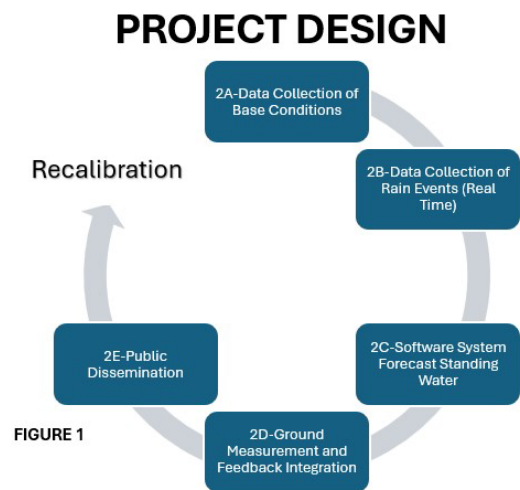 PROJECT DESIGN
2A-Data Collection of
Base Conditions
Recalibration
2B-Data Collection of
Rain Events (Real
Time)
2C-Software System
Forecast Standing
Water
2D-Ground
Measurement and
Feedback Integration
2E-Public
Dissemination
FIGURE 1